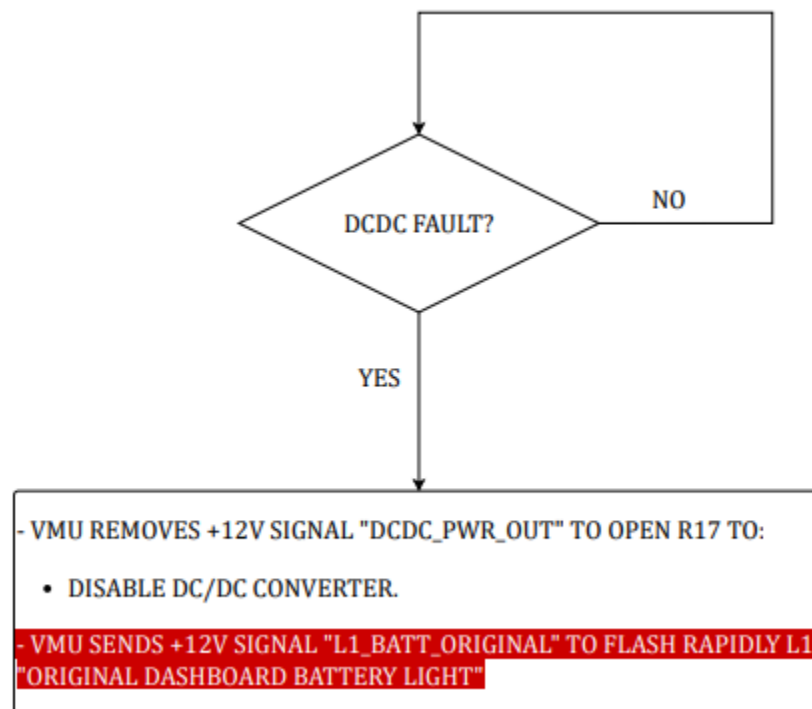 DCDC FAULT?
NO
YES
- VMU REMOVES +12V SIGNAL "DCDC_PWR_OUT" TO OPEN R17 TO:
• DISABLE DC/DC CONVERTER.
- VMU SENDS +12V SIGNAL "L1_BATT_ORIGINAL" TO FLASH RAPIDLY L1
"ORIGINAL DASHBOARD BATTERY LIGHT"